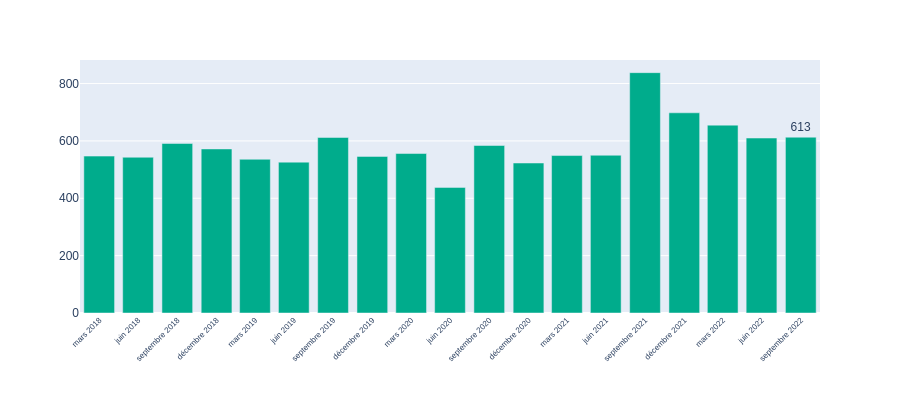 800
600
400
200
0
613
mars 2018
juin 2018
septembre 2018
décembre 2018
mars 2019
juin 2019
septembre 2019
décembre 2019
mars 2020
juin 2020
septembre 2020
décembre 2020
mars 2021
juin 2021
septembre 2021
décembre 2021
mars 2022
juin 2022
septembre 2022